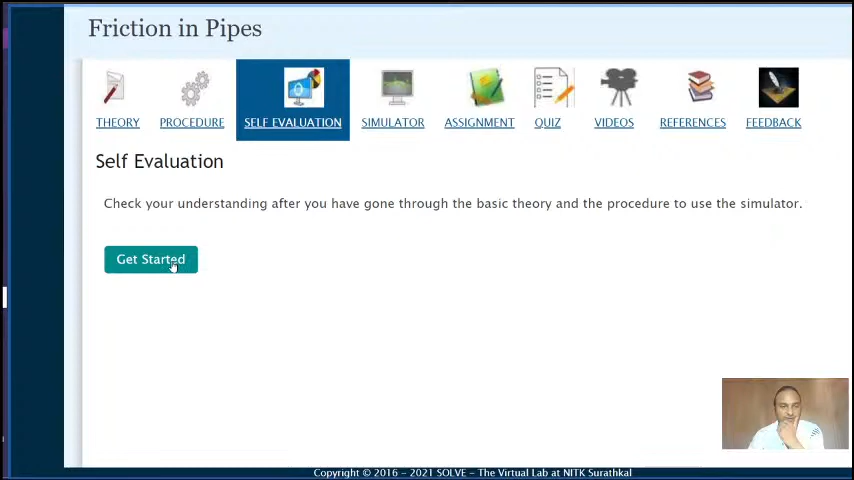 Friction in Pipes
THEORY PROCEDURE SELF EVALUATION SIMULATOR ASSIGNMENT QUIZ VIDEOS REFERENCES FEEDBACK
Self Evaluation
Check your understanding after you have gone through the basic theory and the procedure to use the simulator.
Get Started
Copyright © 2016 - 2021 SOLVE - The Virtual Lab at NITK Surathkal